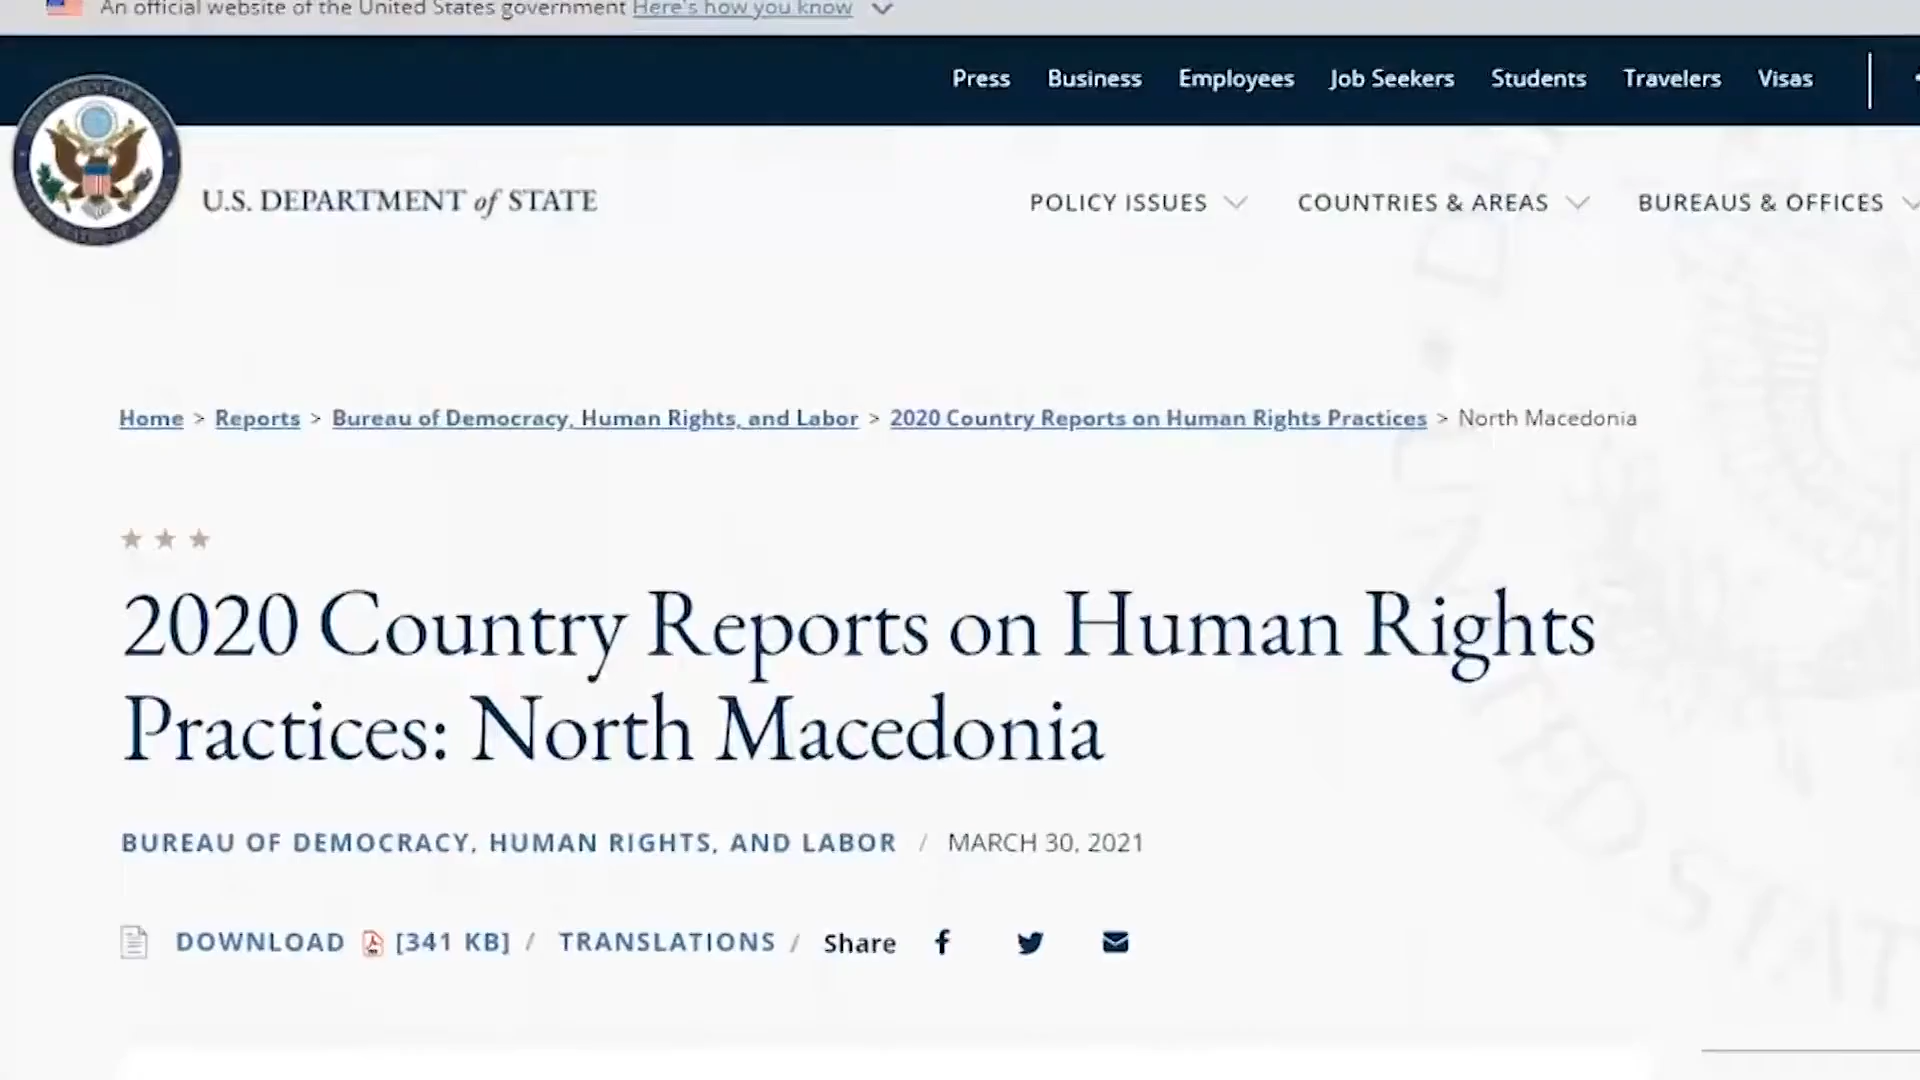 An official website of the United States government Here's how you know
Press Business Employees Job Seekers Students Travelers Visas
U.S. DEPARTMENT of STATE
POLICY ISSUES COUNTRIES & AREAS BUREAUS & OFFICES
Home > Reports > Bureau of Democracy, Human Rights, and Labor > 2020 Country Reports on Human Rights Practices > North Macedonia
2020 Country Reports on Human Rights
Practices: North Macedonia
BUREAU OF DEMOCRACY, HUMAN RIGHTS, AND LABOR / MARCH 30, 2021
DOWNLOAD [341 KB] / TRANSLATIONS / Share